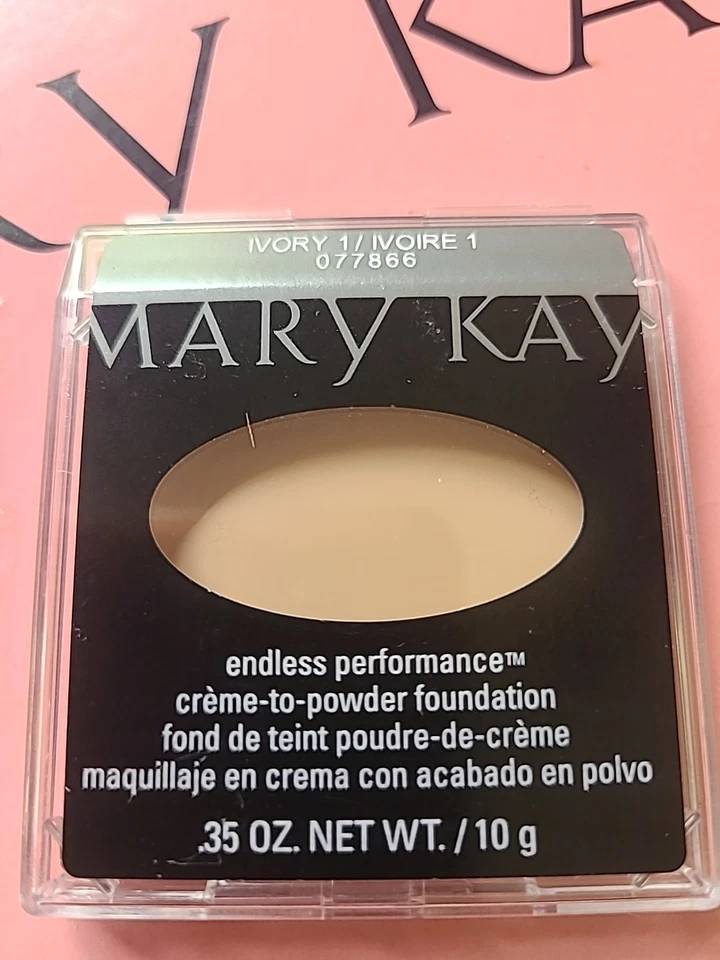 Y KA
IVORY 1 / IVOIRE 1
077866
MARY KAY
endless performance™
crème-to-powder foundation
fond de teint poudre-de-crème
maquillaje en crema con acabado en polvo
.35 OZ. NET WT. / 10 g